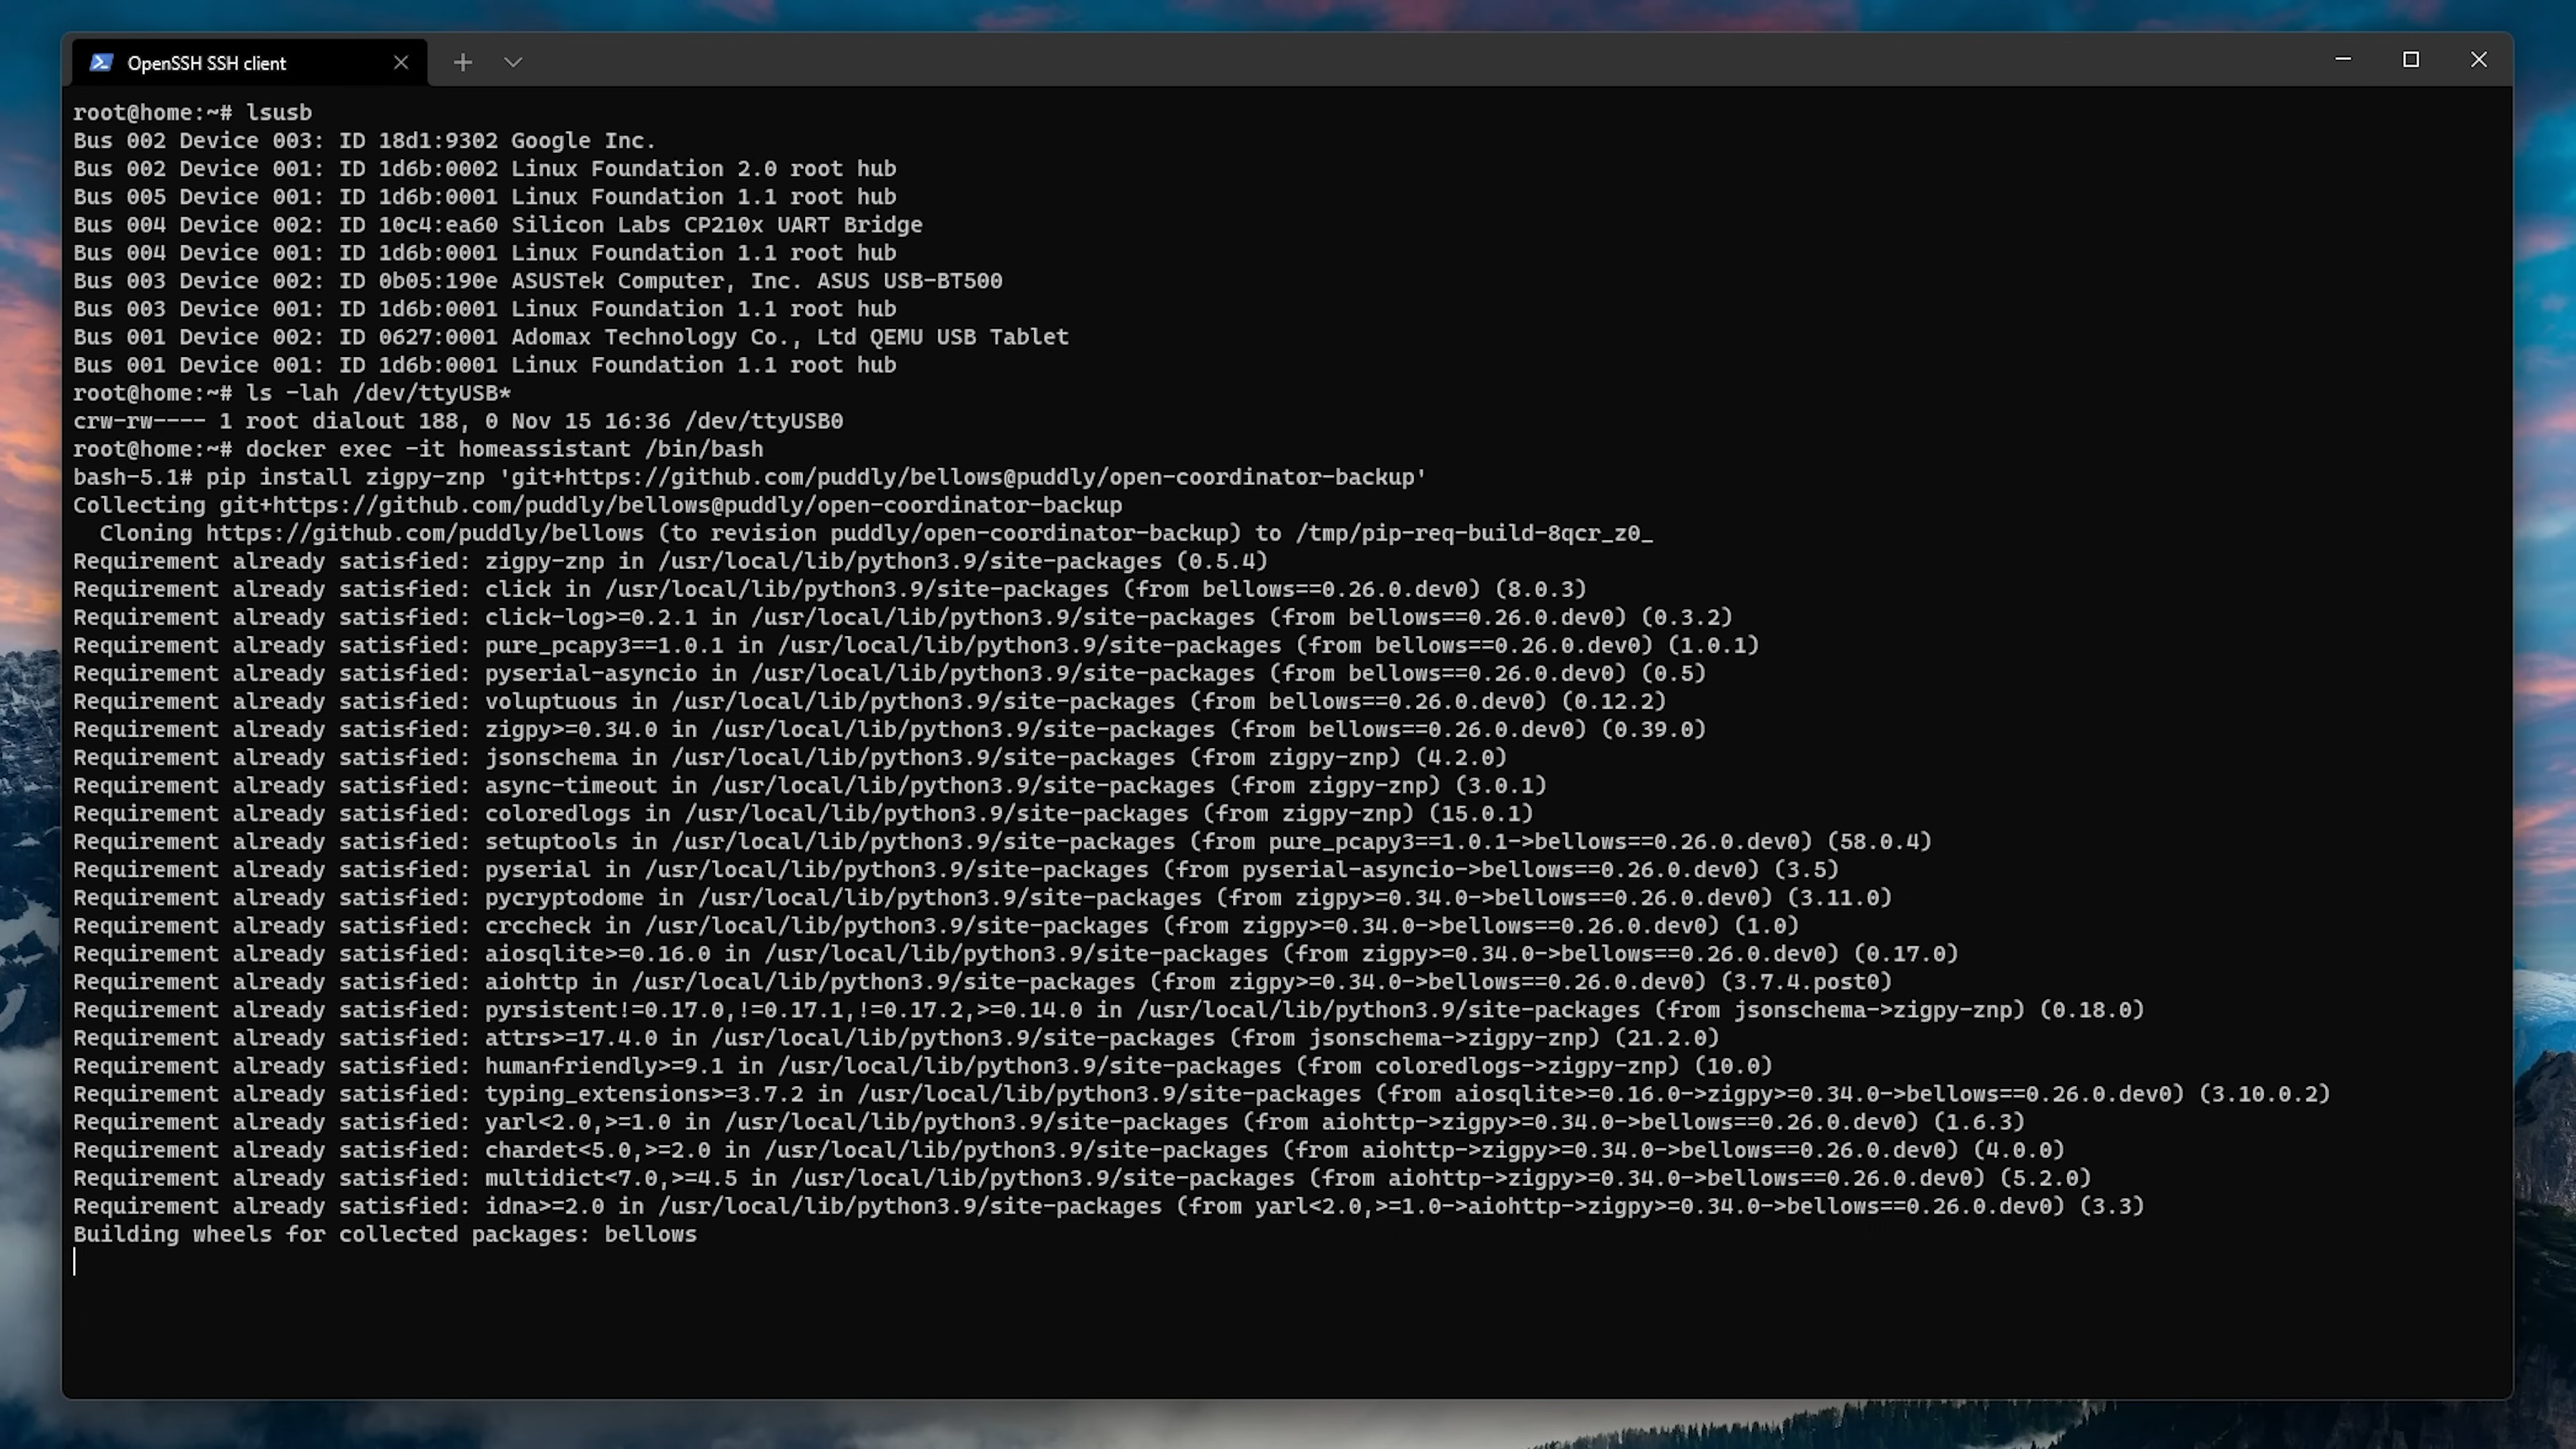 OpenSSH SSH client
root@home:~# lsusb
Bus 002 Device 003: ID 18d1:9302 Google Inc.
Bus 002 Device 001: ID 1d6b:0002 Linux Foundation 2.0 root hub
Bus 005 Device 001: ID 1d6b:0001 Linux Foundation 1.1 root hub
Bus 004 Device 002: ID 10c4:ea60 Silicon Labs CP210x UART Bridge
Bus 004 Device 001: ID 1d6b:0001 Linux Foundation 1.1 root hub
Bus 003 Device 002: ID 0b05:190e ASUSTek Computer, Inc. ASUS USB-BT500
Bus 003 Device 001: ID 1d6b:0001 Linux Foundation 1.1 root hub
Bus 001 Device 002: ID 0627:0001 Adomax Technology Co., Ltd QEMU USB Tablet
Bus 001 Device 001: ID 1d6b:0001 Linux Foundation 1.1 root hub
root@home:~# ls -lah /dev/ttyUSB*
crw-rw---- 1 root dialout 188, 0 Nov 15 16:36 /dev/ttyUSB0
root@home:~# docker exec -it homeassistant /bin/bash
bash-5.1# pip install zigpy-znp 'git+https://github.com/puddly/bellows@puddly/open-coordinator-backup'
Collecting git+https://github.com/puddly/bellows@puddly/open-coordinator-backup
  Cloning https://github.com/puddly/bellows (to revision puddly/open-coordinator-backup) to /tmp/pip-req-build-8qcr_z0_
Requirement already satisfied: zigpy-znp in /usr/local/lib/python3.9/site-packages (0.5.4)
Requirement already satisfied: click in /usr/local/lib/python3.9/site-packages (from bellows==0.26.0.dev0) (8.0.3)
Requirement already satisfied: click-log>=0.2.1 in /usr/local/lib/python3.9/site-packages (from bellows==0.26.0.dev0) (0.3.2)
Requirement already satisfied: pure_pcapy3==1.0.1 in /usr/local/lib/python3.9/site-packages (from bellows==0.26.0.dev0) (1.0.1)
Requirement already satisfied: pyserial-asyncio in /usr/local/lib/python3.9/site-packages (from bellows==0.26.0.dev0) (0.5)
Requirement already satisfied: voluptuous in /usr/local/lib/python3.9/site-packages (from bellows==0.26.0.dev0) (0.12.2)
Requirement already satisfied: zigpy>=0.34.0 in /usr/local/lib/python3.9/site-packages (from bellows==0.26.0.dev0) (0.39.0)
Requirement already satisfied: jsonschema in /usr/local/lib/python3.9/site-packages (from zigpy-znp) (4.2.0)
Requirement already satisfied: async-timeout in /usr/local/lib/python3.9/site-packages (from zigpy-znp) (3.0.1)
Requirement already satisfied: coloredlogs in /usr/local/lib/python3.9/site-packages (from zigpy-znp) (15.0.1)
Requirement already satisfied: setuptools in /usr/local/lib/python3.9/site-packages (from pure_pcapy3==1.0.1->bellows==0.26.0.dev0) (58.0.4)
Requirement already satisfied: pyserial in /usr/local/lib/python3.9/site-packages (from pyserial-asyncio->bellows==0.26.0.dev0) (3.5)
Requirement already satisfied: pycryptodome in /usr/local/lib/python3.9/site-packages (from zigpy>=0.34.0->bellows==0.26.0.dev0) (3.11.0)
Requirement already satisfied: crccheck in /usr/local/lib/python3.9/site-packages (from zigpy>=0.34.0->bellows==0.26.0.dev0) (1.0)
Requirement already satisfied: aiosqlite>=0.16.0 in /usr/local/lib/python3.9/site-packages (from zigpy>=0.34.0->bellows==0.26.0.dev0) (0.17.0)
Requirement already satisfied: aiohttp in /usr/local/lib/python3.9/site-packages (from zigpy>=0.34.0->bellows==0.26.0.dev0) (3.7.4.post0)
Requirement already satisfied: pyrsistent!=0.17.0,!=0.17.1,!=0.17.2,>=0.14.0 in /usr/local/lib/python3.9/site-packages (from jsonschema->zigpy-znp) (0.18.0)
Requirement already satisfied: attrs>=17.4.0 in /usr/local/lib/python3.9/site-packages (from jsonschema->zigpy-znp) (21.2.0)
Requirement already satisfied: humanfriendly>=9.1 in /usr/local/lib/python3.9/site-packages (from coloredlogs->zigpy-znp) (10.0)
Requirement already satisfied: typing_extensions>=3.7.2 in /usr/local/lib/python3.9/site-packages (from aiosqlite>=0.16.0->zigpy>=0.34.0->bellows==0.26.0.dev0) (3.10.0.2)
Requirement already satisfied: yarl<2.0,>=1.0 in /usr/local/lib/python3.9/site-packages (from aiohttp->zigpy>=0.34.0->bellows==0.26.0.dev0) (1.6.3)
Requirement already satisfied: chardet<5.0,>=2.0 in /usr/local/lib/python3.9/site-packages (from aiohttp->zigpy>=0.34.0->bellows==0.26.0.dev0) (4.0.0)
Requirement already satisfied: multidict<7.0,>=4.5 in /usr/local/lib/python3.9/site-packages (from aiohttp->zigpy>=0.34.0->bellows==0.26.0.dev0) (5.2.0)
Requirement already satisfied: idna>=2.0 in /usr/local/lib/python3.9/site-packages (from yarl<2.0,>=1.0->aiohttp->zigpy>=0.34.0->bellows==0.26.0.dev0) (3.3)
Building wheels for collected packages: bellows